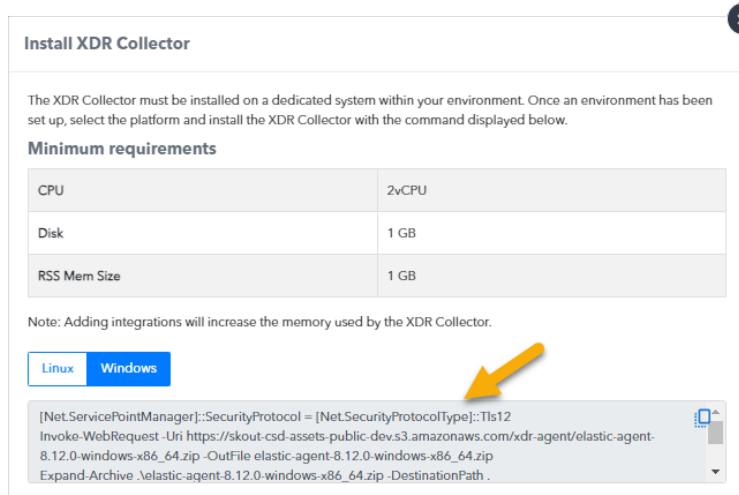 Install XDR Collector
The XDR Collector must be installed on a dedicated system within your environment. Once an environment has been
set up, select the platform and install the XDR Collector with the command displayed below.
Minimum requirements
CPU 2vCPU
Disk 1 GB
RSS Mem Size 1 GB
Note: Adding integrations will increase the memory used by the XDR Collector.
Linux Windows
[Net.ServicePointManager]::SecurityProtocol = [Net.SecurityProtocolType]::Tls12
Invoke-WebRequest -Uri https://skout-csd-assets-public-dev.s3.amazonaws.com/xdr-agent/elastic-agent-
8.12.0-windows-x86_64.zip -OutFile elastic-agent-8.12.0-windows-x86_64.zip
Expand-Archive .\elastic-agent-8.12.0-windows-x86_64.zip -DestinationPath .